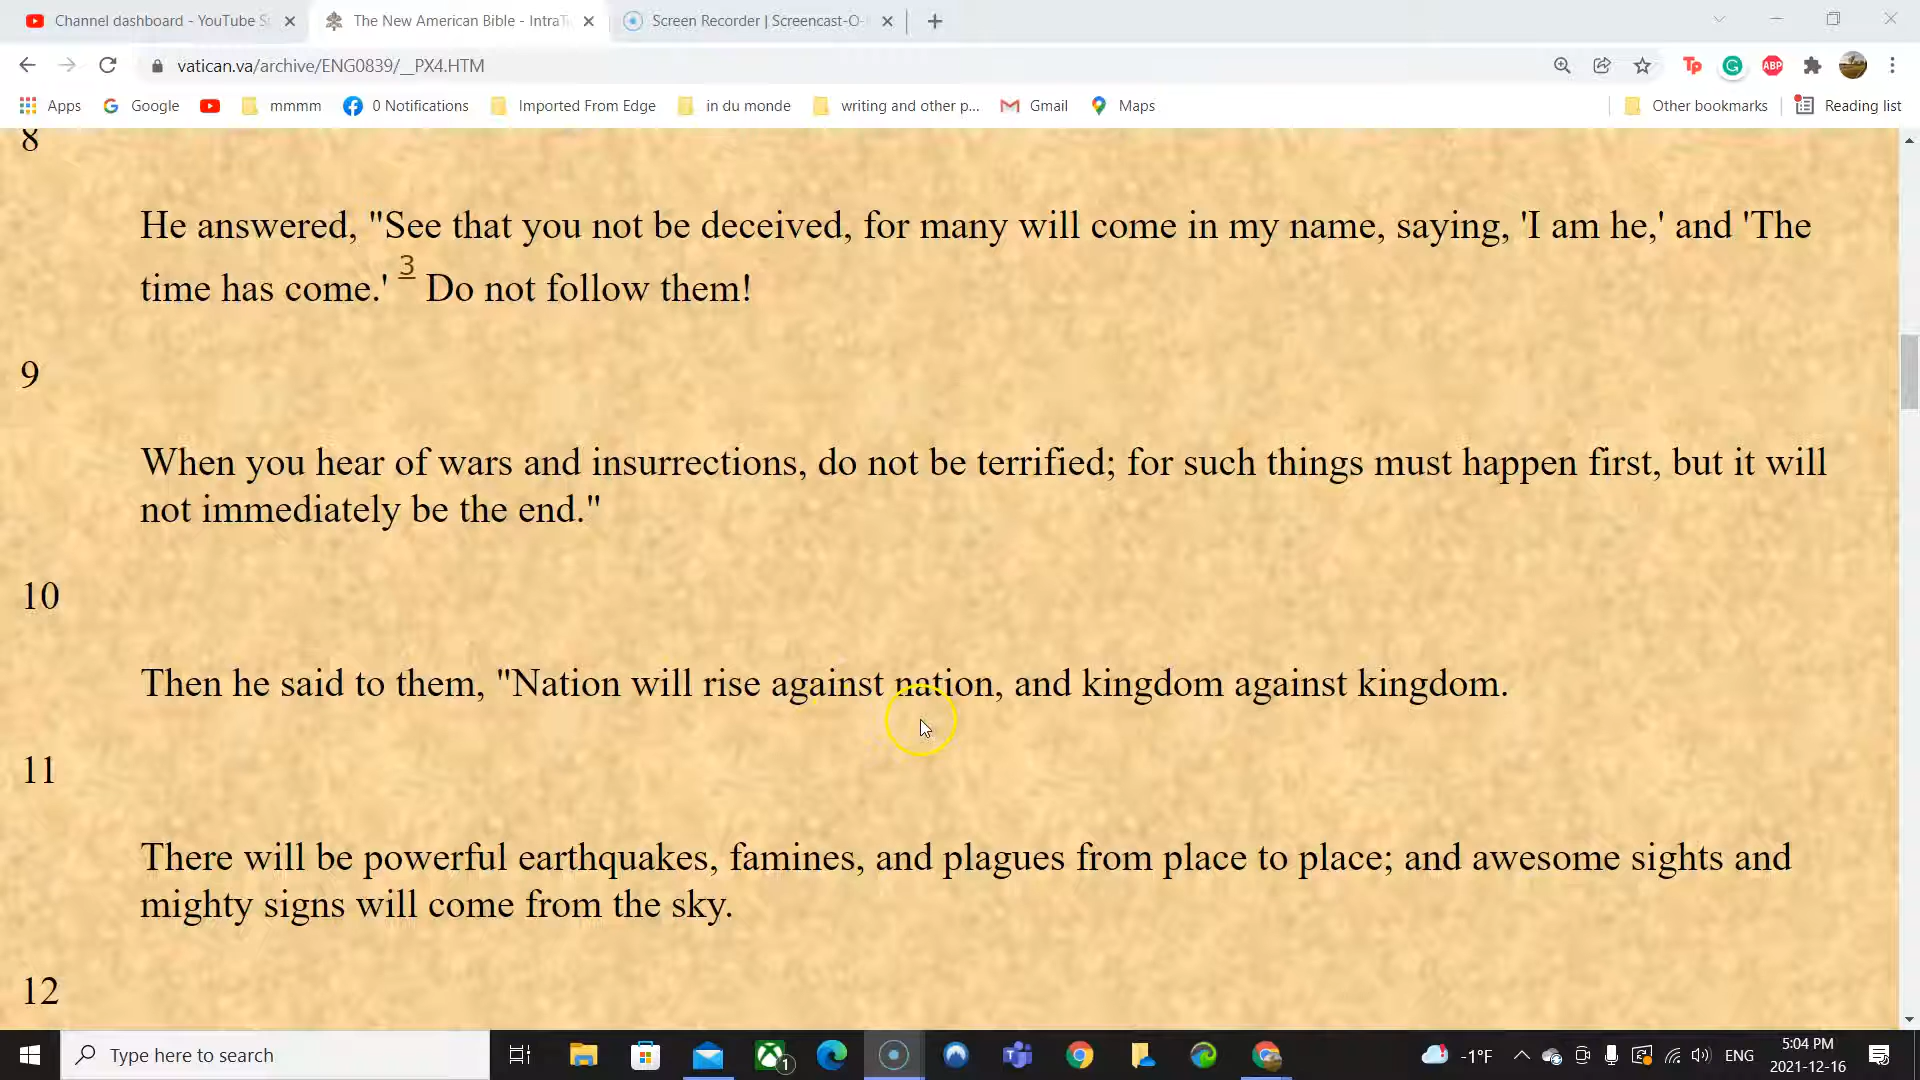 Channel dashboard - YouTube S
The New American Bible - IntraT
Screen Recorder | Screencast-O-
vatican.va/archive/ENG0839/__PX4.HTM
Apps
Google
mmmm
0 Notifications
Imported From Edge
in du monde
writing and other p...
Gmail
Maps
Other bookmarks
Reading list
8
He answered, "See that you not be deceived, for many will come in my name, saying, 'I am he,' and 'The
time has come.' 3 Do not follow them!
9
When you hear of wars and insurrections, do not be terrified; for such things must happen first, but it will
not immediately be the end."
10
Then he said to them, "Nation will rise against nation, and kingdom against kingdom.
11
There will be powerful earthquakes, famines, and plagues from place to place; and awesome sights and
mighty signs will come from the sky.
12
Type here to search
1
-1°F
ENG
5:04 PM
2021-12-16
Tp
G
ABP